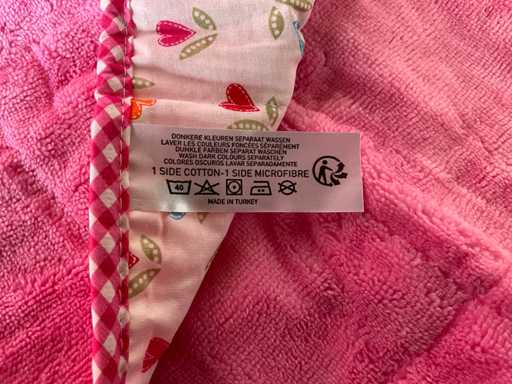 DONKERE KLEUREN SEPARAAT WASSEN
LAVER LES COULEURS FONCÉES SÉPARÉMENT
DUNKLE FARBEN SEPARAT WASCHEN
WASH DARK COLOURS SEPARATELY
COLORES OSCUROS LAVAR SEPARADAMENTE
1 SIDE COTTON-1 SIDE MICROFIBRE
40
MADE IN TURKEY